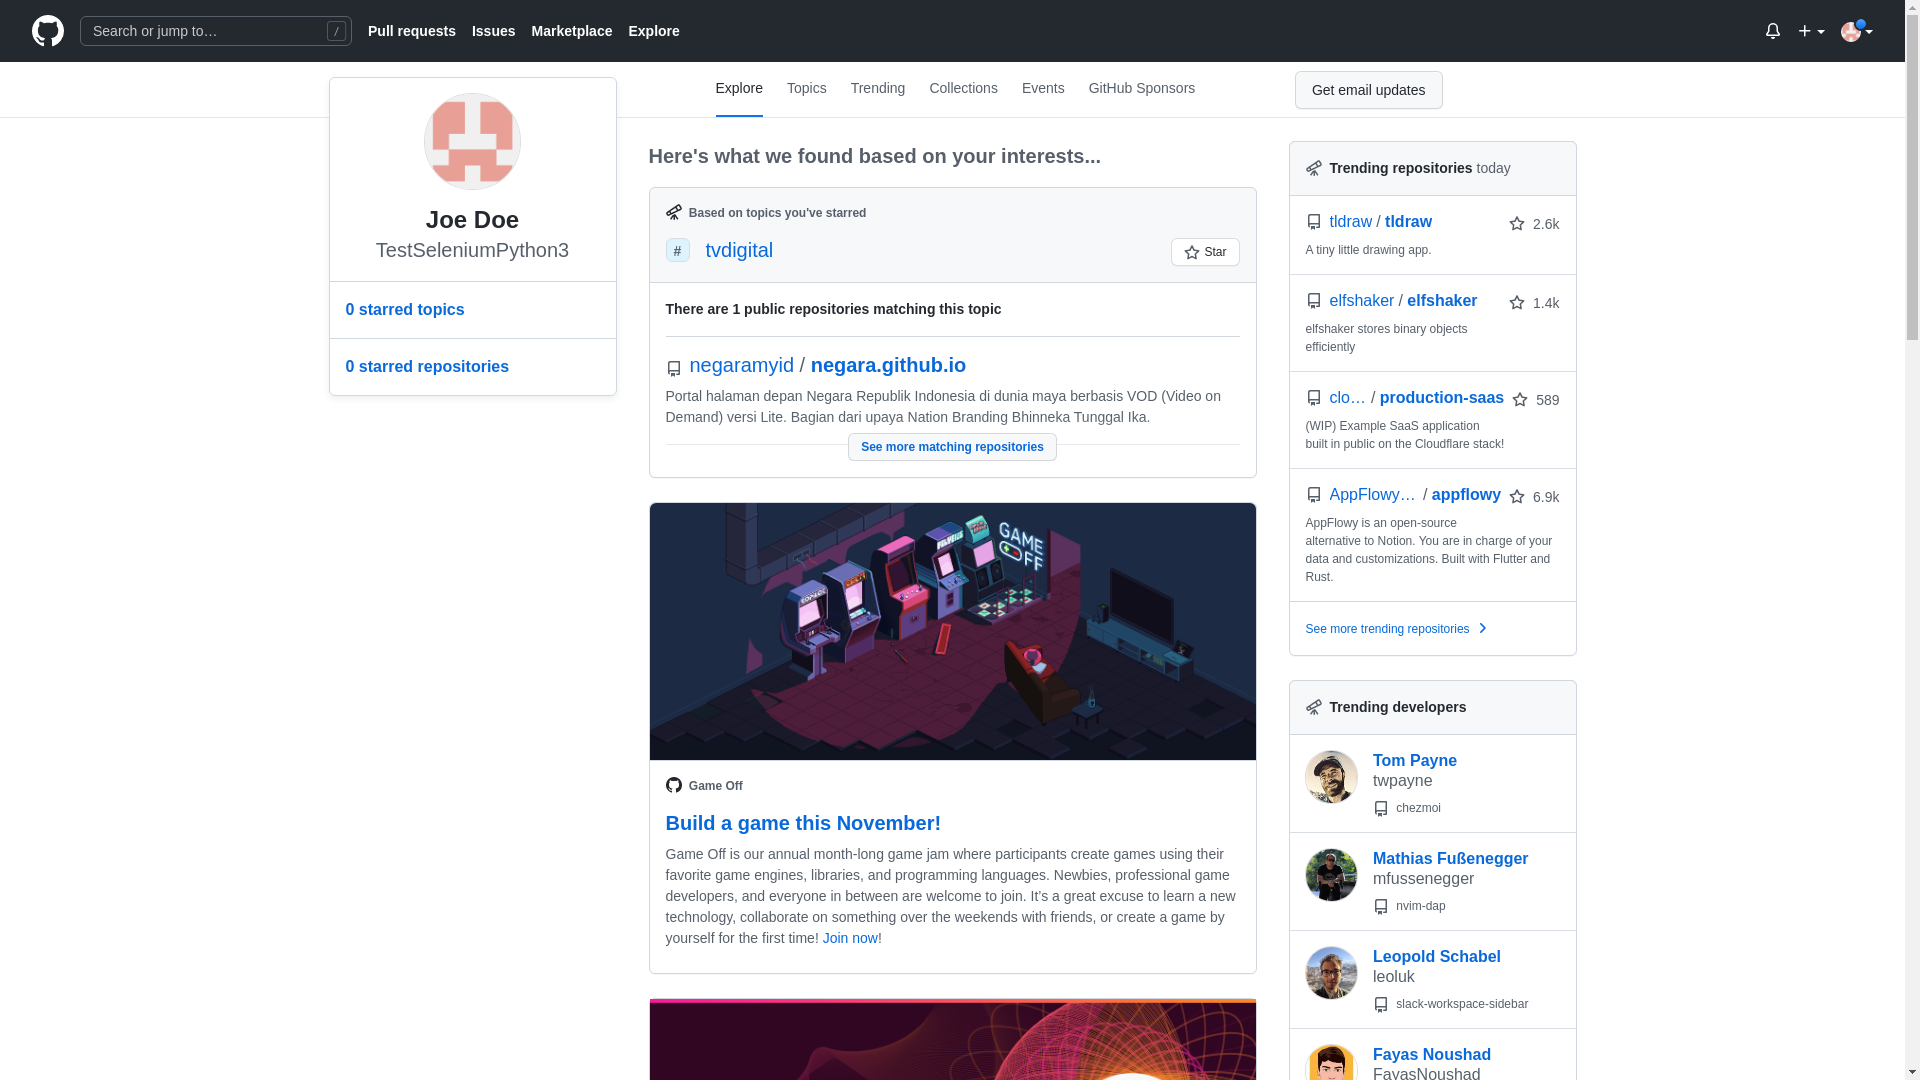 Search or jump to…
/
Pull requests
Issues
Marketplace
Explore
Explore
Topics
Trending
Collections
Events
GitHub Sponsors
Get email updates
Joe Doe
TestSeleniumPython3
0 starred topics
0 starred repositories
Here's what we found based on your interests...
Based on topics you've starred
# tvdigital
Star
There are 1 public repositories matching this topic
negaramyid / negara.github.io
Portal halaman depan Negara Republik Indonesia di dunia maya berbasis VOD (Video on
Demand) versi Lite. Bagian dari upaya Nation Branding Bhinneka Tunggal Ika.
See more matching repositories
GAME
OFF
Game Off
Build a game this November!
Game Off is our annual month-long game jam where participants create games using their
favorite game engines, libraries, and programming languages. Newbies, professional game
developers, and everyone in between are welcome to join. It’s a great excuse to learn a new
technology, collaborate on something over the weekends with friends, or create a game by
yourself for the first time! Join now!
Trending repositories today
tldraw / tldraw
2.6k
A tiny little drawing app.
elfshaker / elfshaker
1.4k
elfshaker stores binary objects
efficiently
clo… / production-saas
589
(WIP) Example SaaS application
built in public on the Cloudflare stack!
AppFlowy… / appflowy
6.9k
AppFlowy is an open-source
alternative to Notion. You are in charge of your
data and customizations. Built with Flutter and
Rust.
See more trending repositories
Trending developers
Tom Payne
twpayne
chezmoi
Mathias Fußenegger
mfussenegger
nvim-dap
Leopold Schabel
leoluk
slack-workspace-sidebar
Fayas Noushad
FayasNoushad